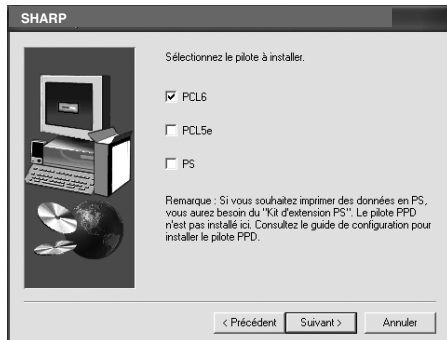 SHARP
Sélectionnez le pilote à installer.
PCL6
PCL5e
PS
Remarque : Si vous souhaitez imprimer des données en PS,
vous aurez besoin du "Kit d'extension PS". Le pilote PPD
n'est pas installé ici. Consultez le guide de configuration pour
installer le pilote PPD.
< Précédent Suivant > Annuler